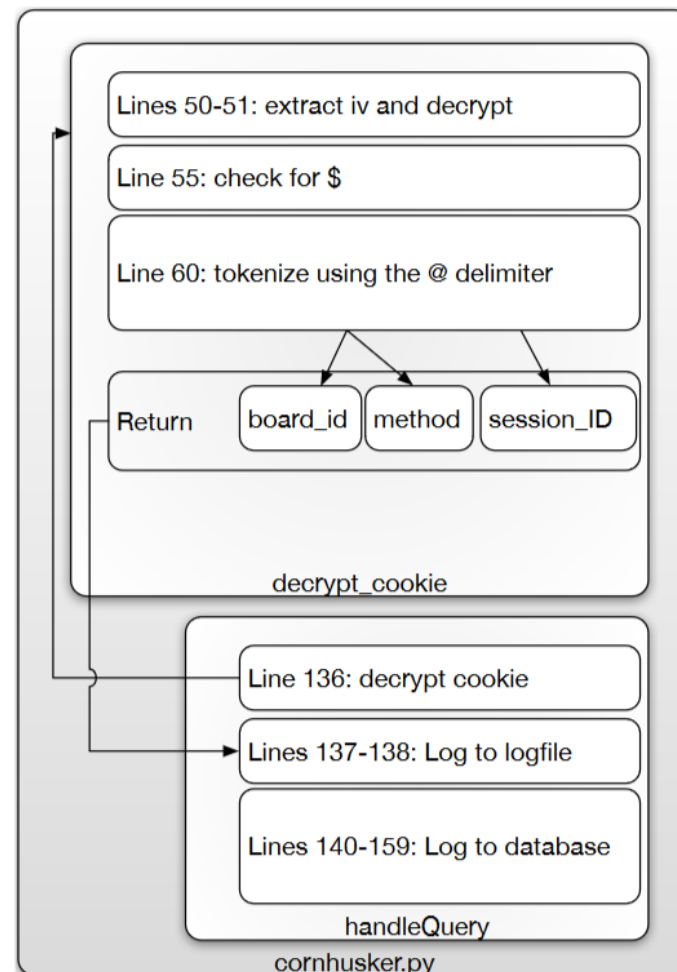 Lines 50-51: extract iv and decrypt
Line 55: check for $
Line 60: tokenize using the @ delimiter
Return
board_id
method
session_ID
decrypt_cookie
Line 136: decrypt cookie
Lines 137-138: Log to logfile
Lines 140-159: Log to database
handleQuery
cornhusker.py